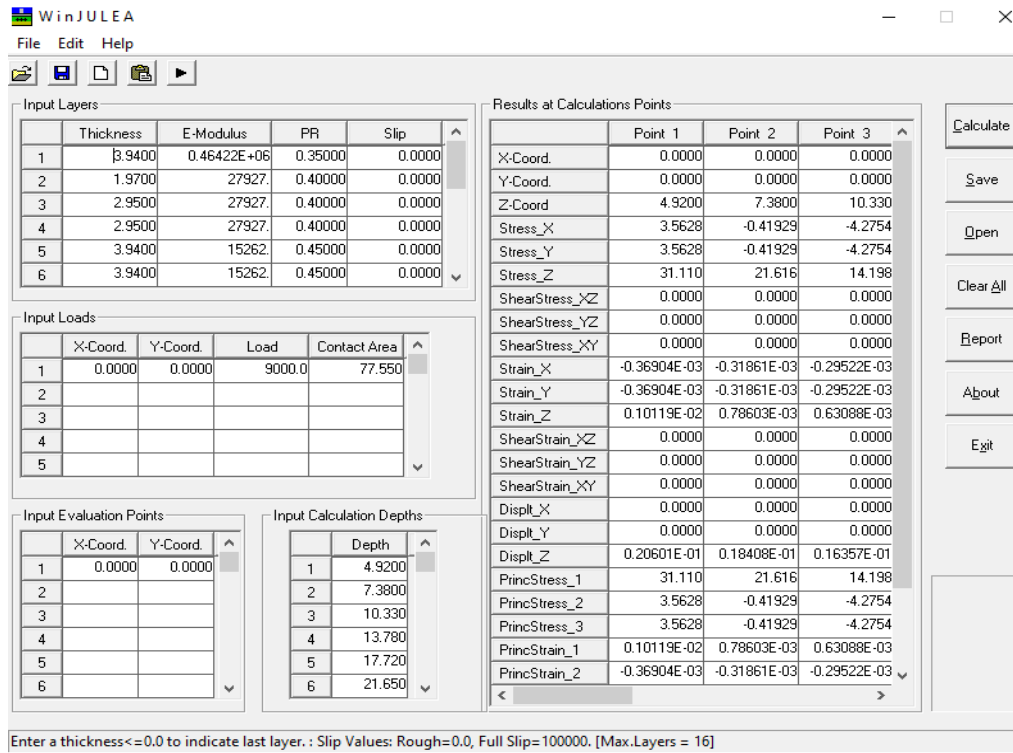 WinJULEA
File Edit Help
Input Layers
Thickness E-Modulus PR Slip
1 3.9400 0.46422E+06 0.35000 0.0000
2 1.9700 27927. 0.40000 0.0000
3 2.9500 27927. 0.40000 0.0000
4 2.9500 27927. 0.40000 0.0000
5 3.9400 15262. 0.45000 0.0000
6 3.9400 15262. 0.45000 0.0000
Input Loads
X-Coord. Y-Coord. Load Contact Area
1 0.0000 0.0000 9000.0 77.550
2
3
4
5
Input Evaluation Points
X-Coord. Y-Coord.
1 0.0000 0.0000
2
3
4
5
6
Input Calculation Depths
Depth
1 4.9200
2 7.3800
3 10.330
4 13.780
5 17.720
6 21.650
Results at Calculations Points
Point 1 Point 2 Point 3
X-Coord. 0.0000 0.0000 0.0000
Y-Coord. 0.0000 0.0000 0.0000
Z-Coord 4.9200 7.3800 10.330
Stress_X 3.5628 -0.41929 -4.2754
Stress_Y 3.5628 -0.41929 -4.2754
Stress_Z 31.110 21.616 14.198
ShearStress_XZ 0.0000 0.0000 0.0000
ShearStress_YZ 0.0000 0.0000 0.0000
ShearStress_XY 0.0000 0.0000 0.0000
Strain_X -0.36904E-03 -0.31861E-03 -0.29522E-03
Strain_Y -0.36904E-03 -0.31861E-03 -0.29522E-03
Strain_Z 0.10119E-02 0.78603E-03 0.63088E-03
ShearStrain_XZ 0.0000 0.0000 0.0000
ShearStrain_YZ 0.0000 0.0000 0.0000
ShearStrain_XY 0.0000 0.0000 0.0000
Displt_X 0.0000 0.0000 0.0000
Displt_Y 0.0000 0.0000 0.0000
Displt_Z 0.20601E-01 0.18408E-01 0.16357E-01
PrincStress_1 31.110 21.616 14.198
PrincStress_2 3.5628 -0.41929 -4.2754
PrincStress_3 3.5628 -0.41929 -4.2754
PrincStrain_1 0.10119E-02 0.78603E-03 0.63088E-03
PrincStrain_2 -0.36904E-03 -0.31861E-03 -0.29522E-03
Calculate
Save
Open
Clear All
Report
About
Exit
Enter a thickness<=0.0 to indicate last layer. : Slip Values: Rough=0.0, Full Slip=100000. [Max.Layers = 16]